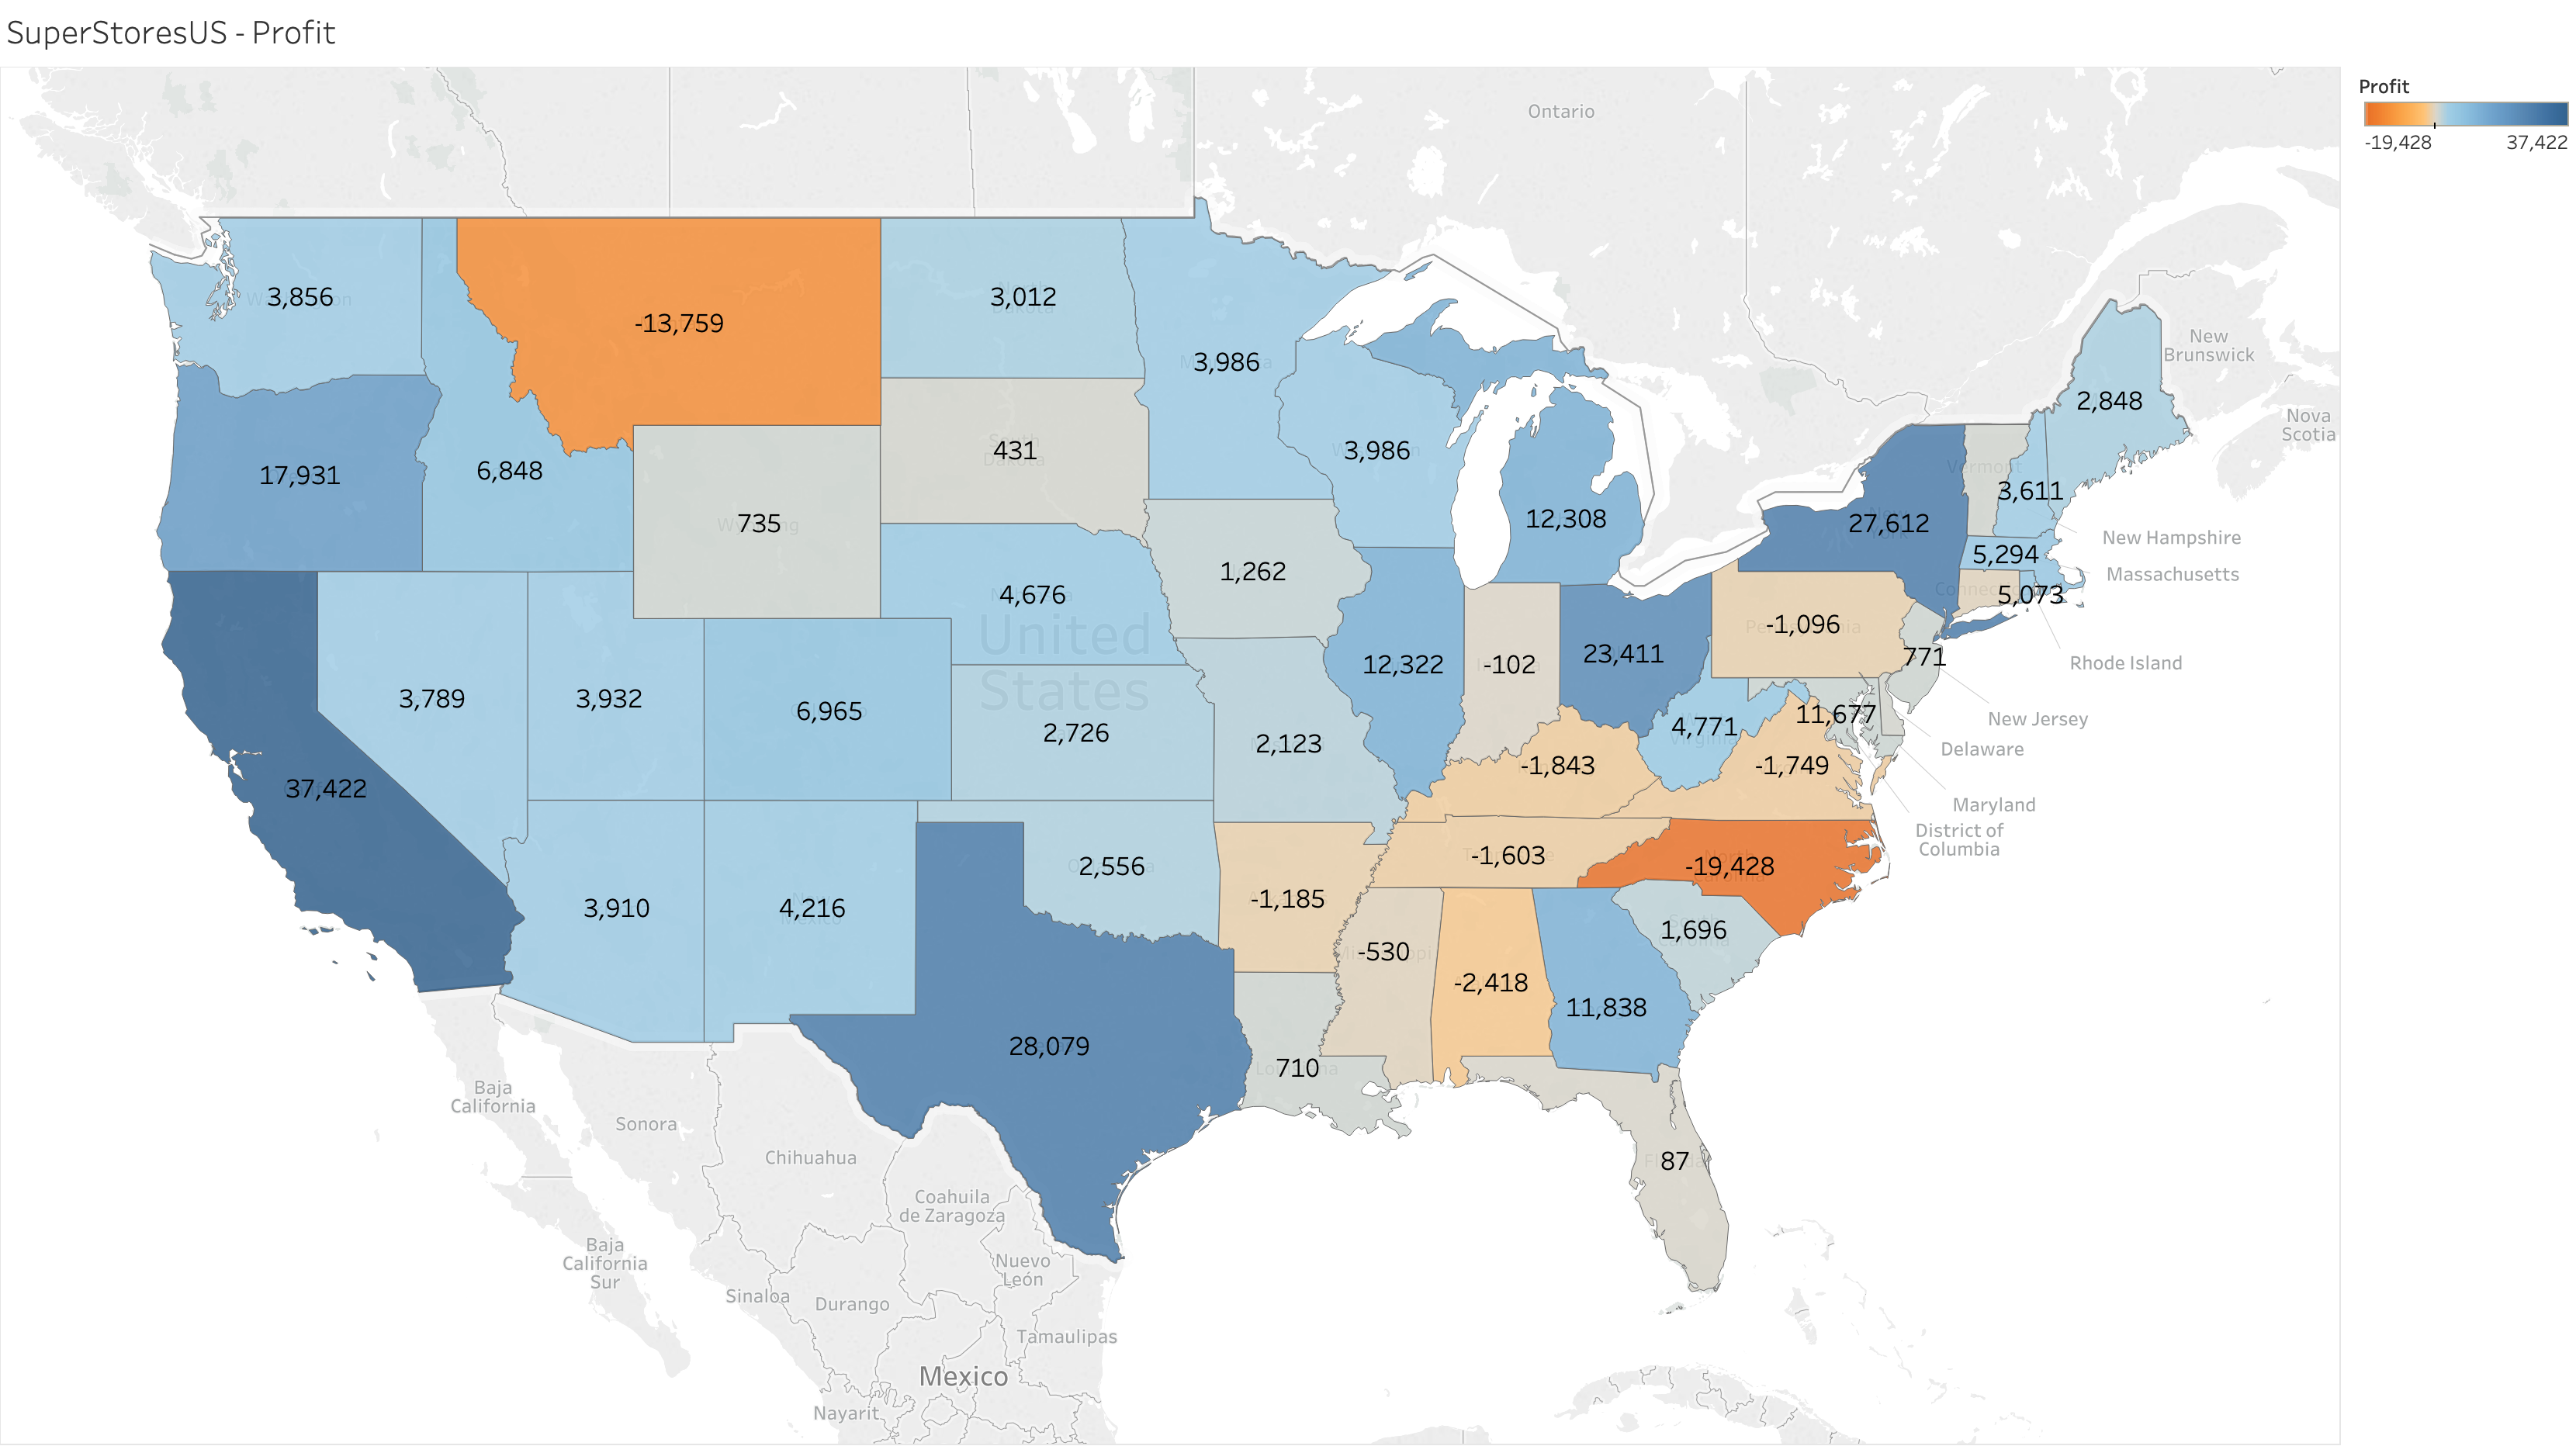 SuperStoresUS - Profit
Profit
-19,428
37,422
Ontario
New
Brunswick
Nova
Scotia
3,856
-13,759
3,012
3,986
2,848
17,931
6,848
735
431
3,986
12,308
27,612
Vermont
3,611
New Hampshire
5,294
Massachusetts
5,073
Rhode Island
1,262
4,676
United
States
-1,096
771
New Jersey
3,789
3,932
6,965
2,726
2,123
12,322
-102
23,411
4,771
11,677
Delaware
Maryland
District of
Columbia
37,422
-1,843
-1,749
3,910
4,216
2,556
-1,185
-1,603
-19,428
-530
-2,418
11,838
1,696
28,079
710
87
Baja
California
Sonora
Chihuahua
Coahuila
de Zaragoza
Baja
California
Sur
Nuevo
León
Sinaloa
Durango
Tamaulipas
Mexico
Nayarit